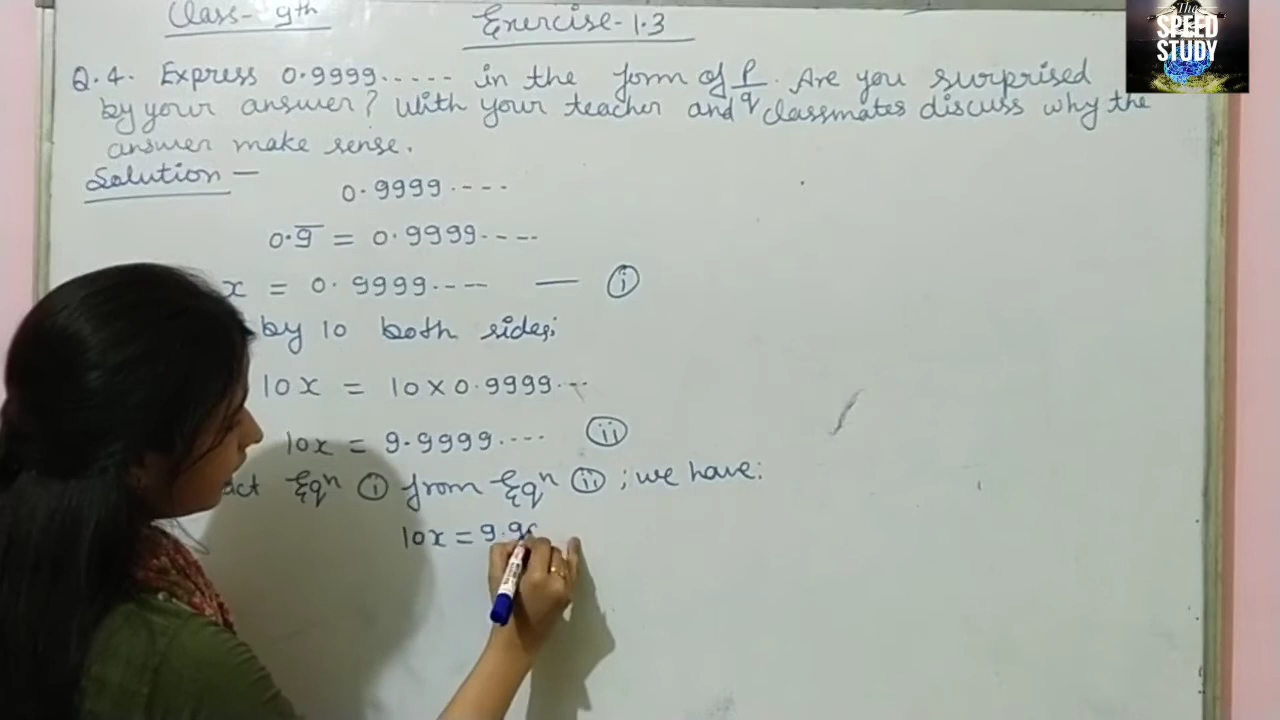 Class- 9th
Exercise-1.3
The
SPEED
STUDY
Q.4. Express 0.9999..... in the form of p/q. Are you surprised
by your answer? With your teacher and classmates discuss why the
answer make sense.
Solution —
0.9999....
0.9̅ = 0.9999....
x = 0.9999.... — (i)
by 10 both sides;
10x = 10×0.9999..
10x = 9.9999.... (ii)
Eqⁿ (i) from Eqⁿ (ii) ; we have:
10x = 9.9